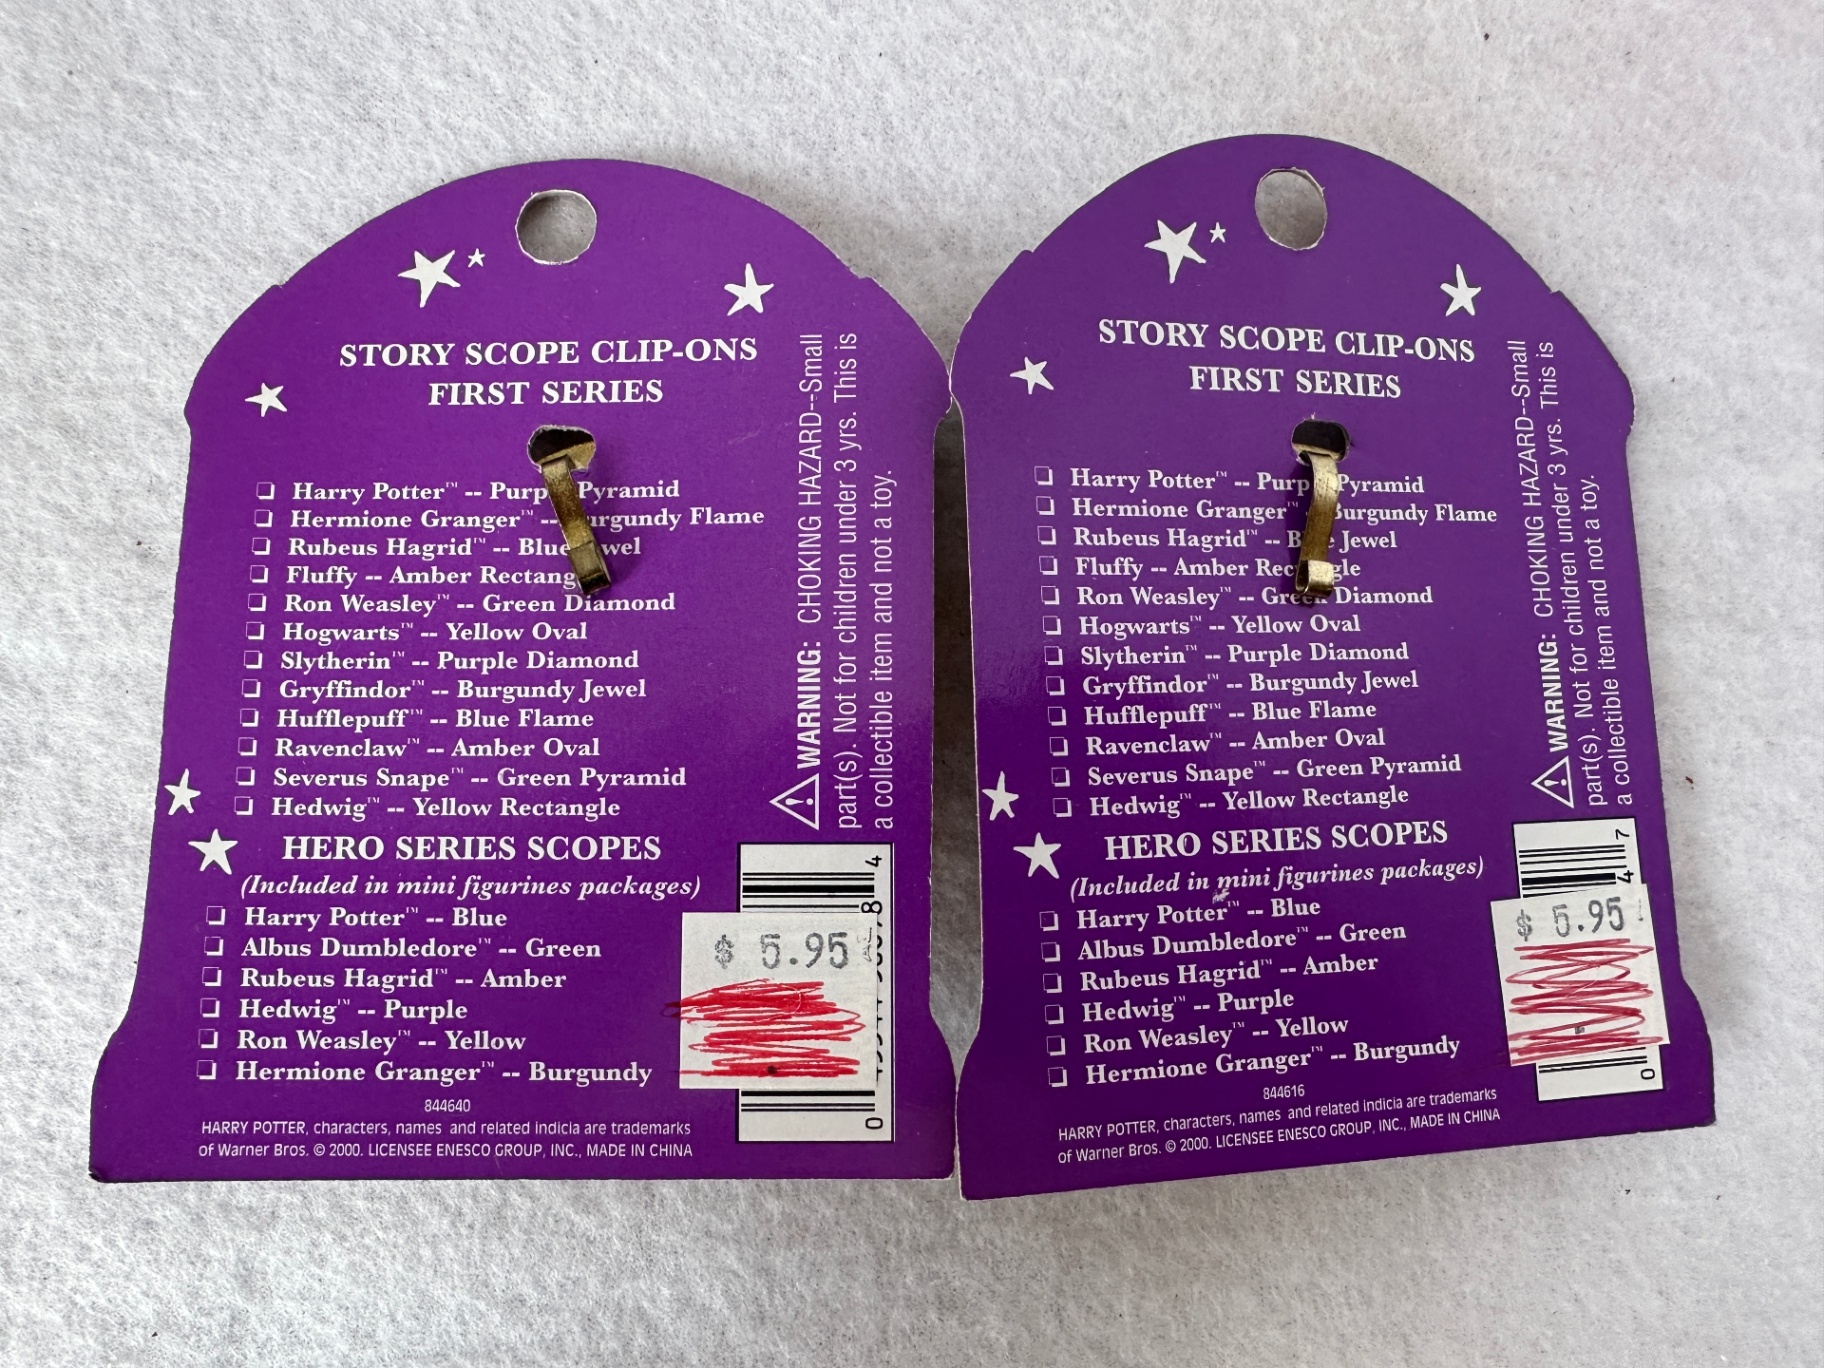 STORY SCOPE CLIP-ONS
FIRST SERIES
❏ Harry Potter™ -- Purp Pyramid
❏ Hermione Granger™ -- urgundy Flame
❏ Rubeus Hagrid™ -- Blue wel
❏ Fluffy -- Amber Rectang
❏ Ron Weasley™ -- Green Diamond
❏ Hogwarts™ -- Yellow Oval
❏ Slytherin™ -- Purple Diamond
❏ Gryffindor™ -- Burgundy Jewel
❏ Hufflepuff™ -- Blue Flame
❏ Ravenclaw™ -- Amber Oval
❏ Severus Snape™ -- Green Pyramid
❏ Hedwig™ -- Yellow Rectangle
HERO SERIES SCOPES
(Included in mini figurines packages)
❏ Harry Potter™ -- Blue
❏ Albus Dumbledore™ -- Green
❏ Rubeus Hagrid™ -- Amber
❏ Hedwig™ -- Purple
❏ Ron Weasley™ -- Yellow
❏ Hermione Granger™ -- Burgundy
844640
HARRY POTTER, characters, names and related indicia are trademarks
of Warner Bros. © 2000. LICENSEE ENESCO GROUP, INC., MADE IN CHINA
WARNING: CHOKING HAZARD--Small
part(s). Not for children under 3 yrs. This is
a collectible item and not a toy.
$ 5.95
0
4
STORY SCOPE CLIP-ONS
FIRST SERIES
❏ Harry Potter™ -- Purp Pyramid
❏ Hermione Granger™ - Burgundy Flame
❏ Rubeus Hagrid™ -- B e Jewel
❏ Fluffy -- Amber Rec gle
❏ Ron Weasley™ -- Green Diamond
❏ Hogwarts™ -- Yellow Oval
❏ Slytherin™ -- Purple Diamond
❏ Gryffindor™ -- Burgundy Jewel
❏ Hufflepuff™ -- Blue Flame
❏ Ravenclaw™ -- Amber Oval
❏ Severus Snape™ -- Green Pyramid
❏ Hedwig™ -- Yellow Rectangle
HERO SERIES SCOPES
(Included in mini figurines packages)
❏ Harry Potter™ -- Blue
❏ Albus Dumbledore™ -- Green
❏ Rubeus Hagrid™ -- Amber
❏ Hedwig™ -- Purple
❏ Ron Weasley™ -- Yellow
❏ Hermione Granger™ -- Burgundy
844616
HARRY POTTER, characters, names and related indicia are trademarks
of Warner Bros. © 2000. LICENSEE ENESCO GROUP, INC., MADE IN CHINA
WARNING: CHOKING HAZARD--Small
part(s). Not for children under 3 yrs. This is
a collectible item and not a toy.
$ 5.95
0
4 7